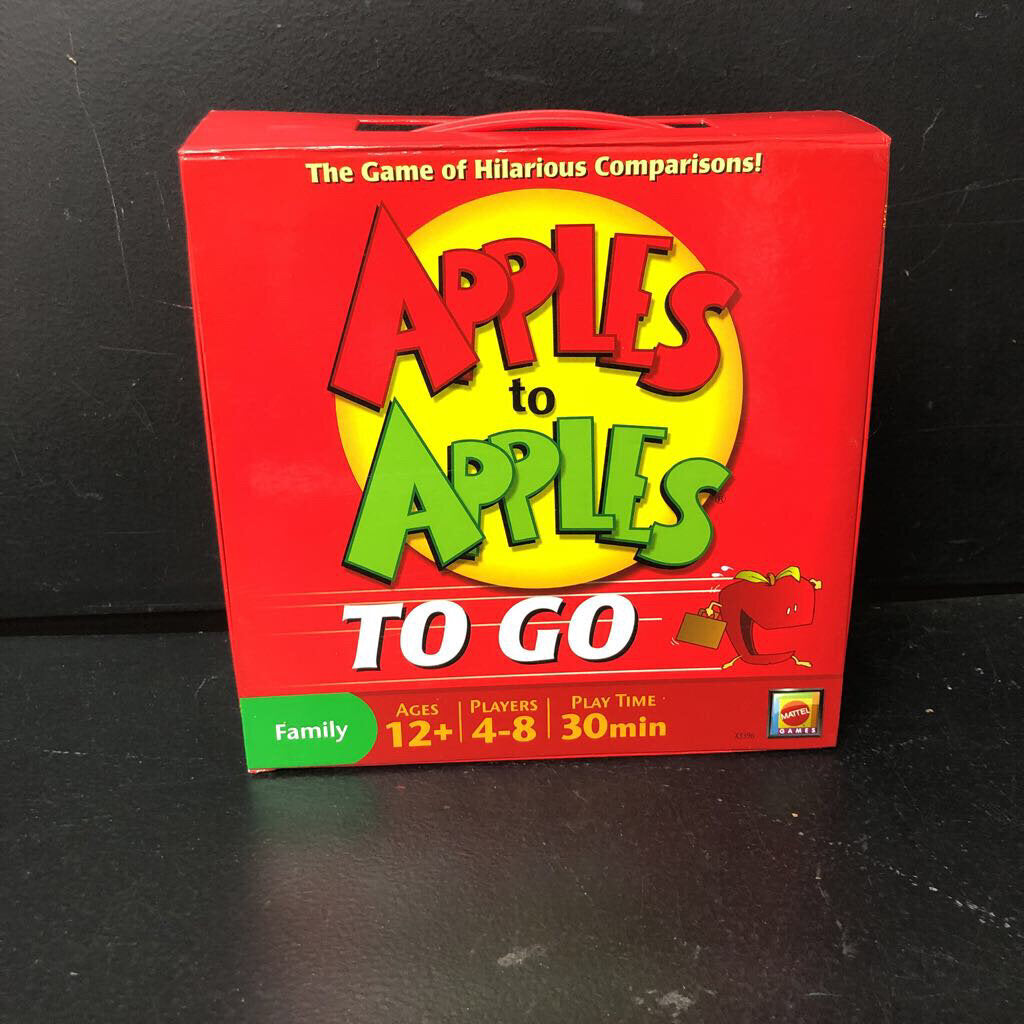 The Game of Hilarious Comparisons!
APPLES
to
APPLES®
TO GO
Family
AGES 12+
PLAYERS 4-8
PLAY TIME 30min
X3396
MATTEL
GAMES